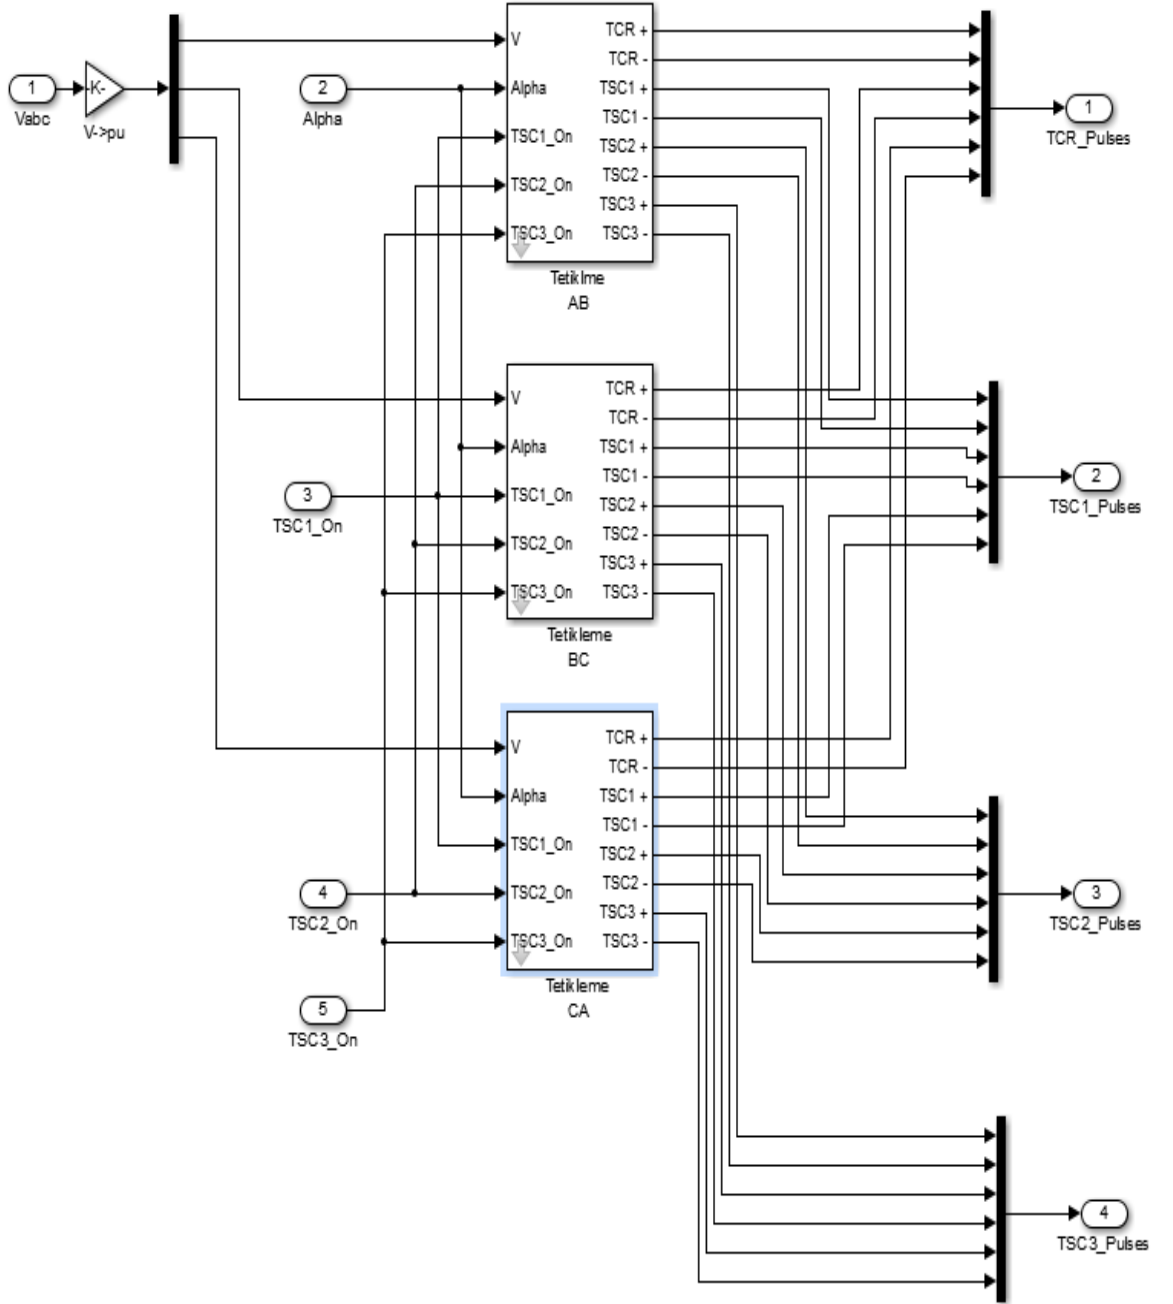 1
Vabc
-K-
V->pu
2
Alpha
V
Alpha
TSC1_On
TSC2_On
TSC3_On
TCR +
TCR -
TSC1 +
TSC1 -
TSC2 +
TSC2 -
TSC3 +
TSC3 -
Tetiklme
AB
1
TCR_Pulses
3
TSC1_On
V
Alpha
TSC1_On
TSC2_On
TSC3_On
TCR +
TCR -
TSC1 +
TSC1 -
TSC2 +
TSC2 -
TSC3 +
TSC3 -
Tetikleme
BC
2
TSC1_Pulses
4
TSC2_On
5
TSC3_On
V
Alpha
TSC1_On
TSC2_On
TSC3_On
TCR +
TCR -
TSC1 +
TSC1 -
TSC2 +
TSC2 -
TSC3 +
TSC3 -
Tetikleme
CA
3
TSC2_Pulses
4
TSC3_Pulses